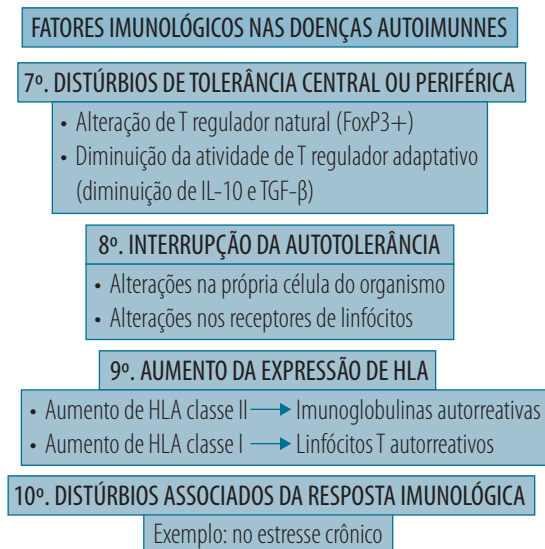 FATORES IMUNOLÓGICOS NAS DOENÇAS AUTOIMUNNES
7º. DISTÚRBIOS DE TOLERÂNCIA CENTRAL OU PERIFÉRICA
• Alteração de T regulador natural (FoxP3+)
• Diminuição da atividade de T regulador adaptativo
(diminuição de IL-10 e TGF-β)
8º. INTERRUPÇÃO DA AUTOTOLERÂNCIA
• Alterações na própria célula do organismo
• Alterações nos receptores de linfócitos
9º. AUMENTO DA EXPRESSÃO DE HLA
• Aumento de HLA classe II → Imunoglobulinas autorreativas
• Aumento de HLA classe I → Linfócitos T autorreativos
10º. DISTÚRBIOS ASSOCIADOS DA RESPOSTA IMUNOLÓGICA
Exemplo: no estresse crônico